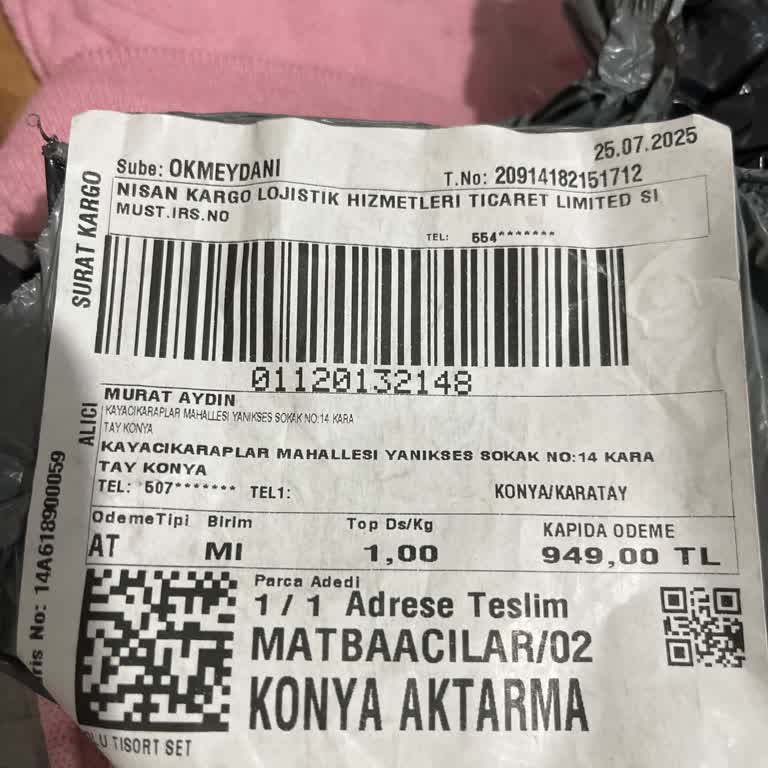 25.07.2025
Sube: OKMEYDANI
T.No: 20914182151712
NISAN KARGO LOJISTIK HIZMETLERI TICARET LIMITED SI
MUST.IRS.NO
TEL: 554*******
SURAT KARGO
01120132148
ALICI
MURAT AYDIN
KAYACIKARAPLAR MAHALLESI YANIKSES SOKAK NO:14 KARA
TAY KONYA
KAYACIKARAPLAR MAHALLESI YANIKSES SOKAK NO:14 KARA
TAY KONYA
TEL: 507******* TEL1:
KONYA/KARATAY
OdemeTipi Birim Top Ds/Kg KAPIDA ODEME
AT MI 1,00 949,00 TL
Parca Adedi
1 / 1 Adrese Teslim
MATBAACILAR/02
KONYA AKTARMA
No: 14A618900059
TISORT SET